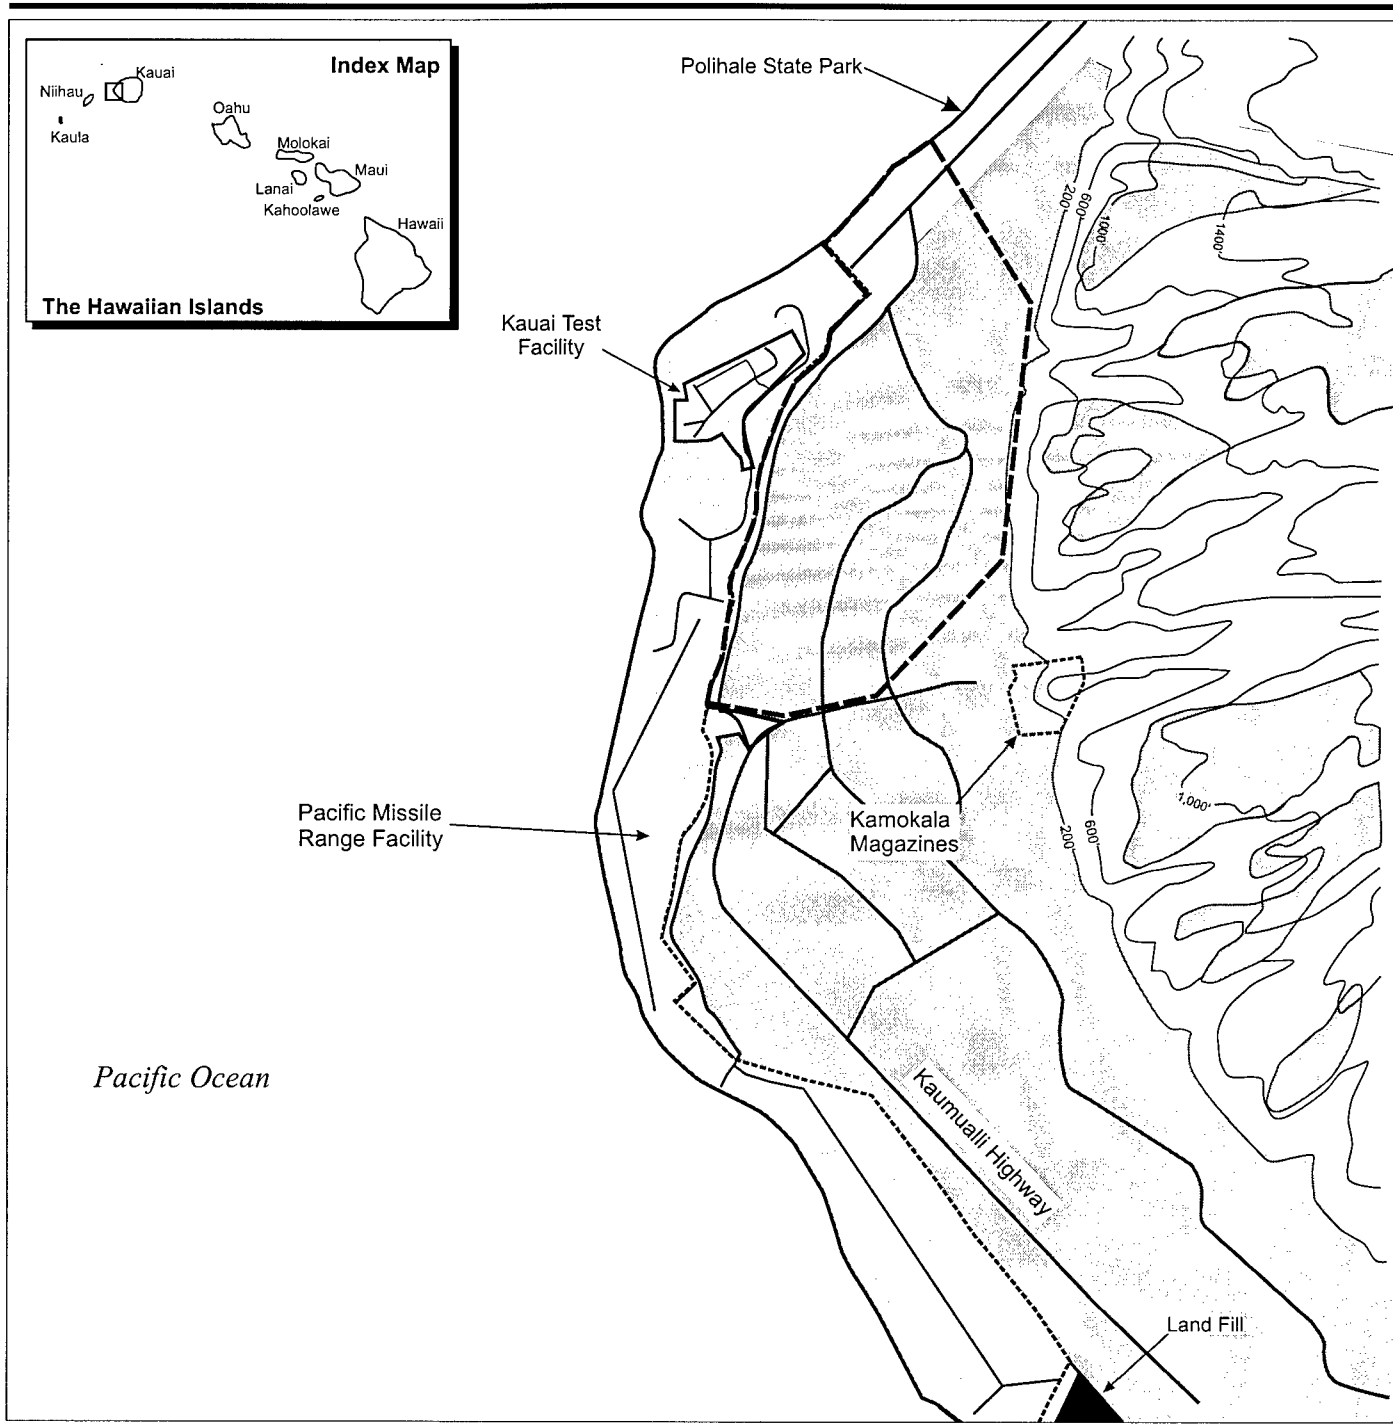 Index Map
Kauai
Niihau
Kaula
Oahu
Molokai
Maui
Lanai
Kahoolawe
Hawaii
The Hawaiian Islands
Polihale State Park
200'
600'
1000'
1400'
Kauai Test
Facility
Pacific Missile
Range Facility
Kamokala
Magazines
200'
600'
1,000'
Pacific Ocean
Kaumualli Highway
Land Fill